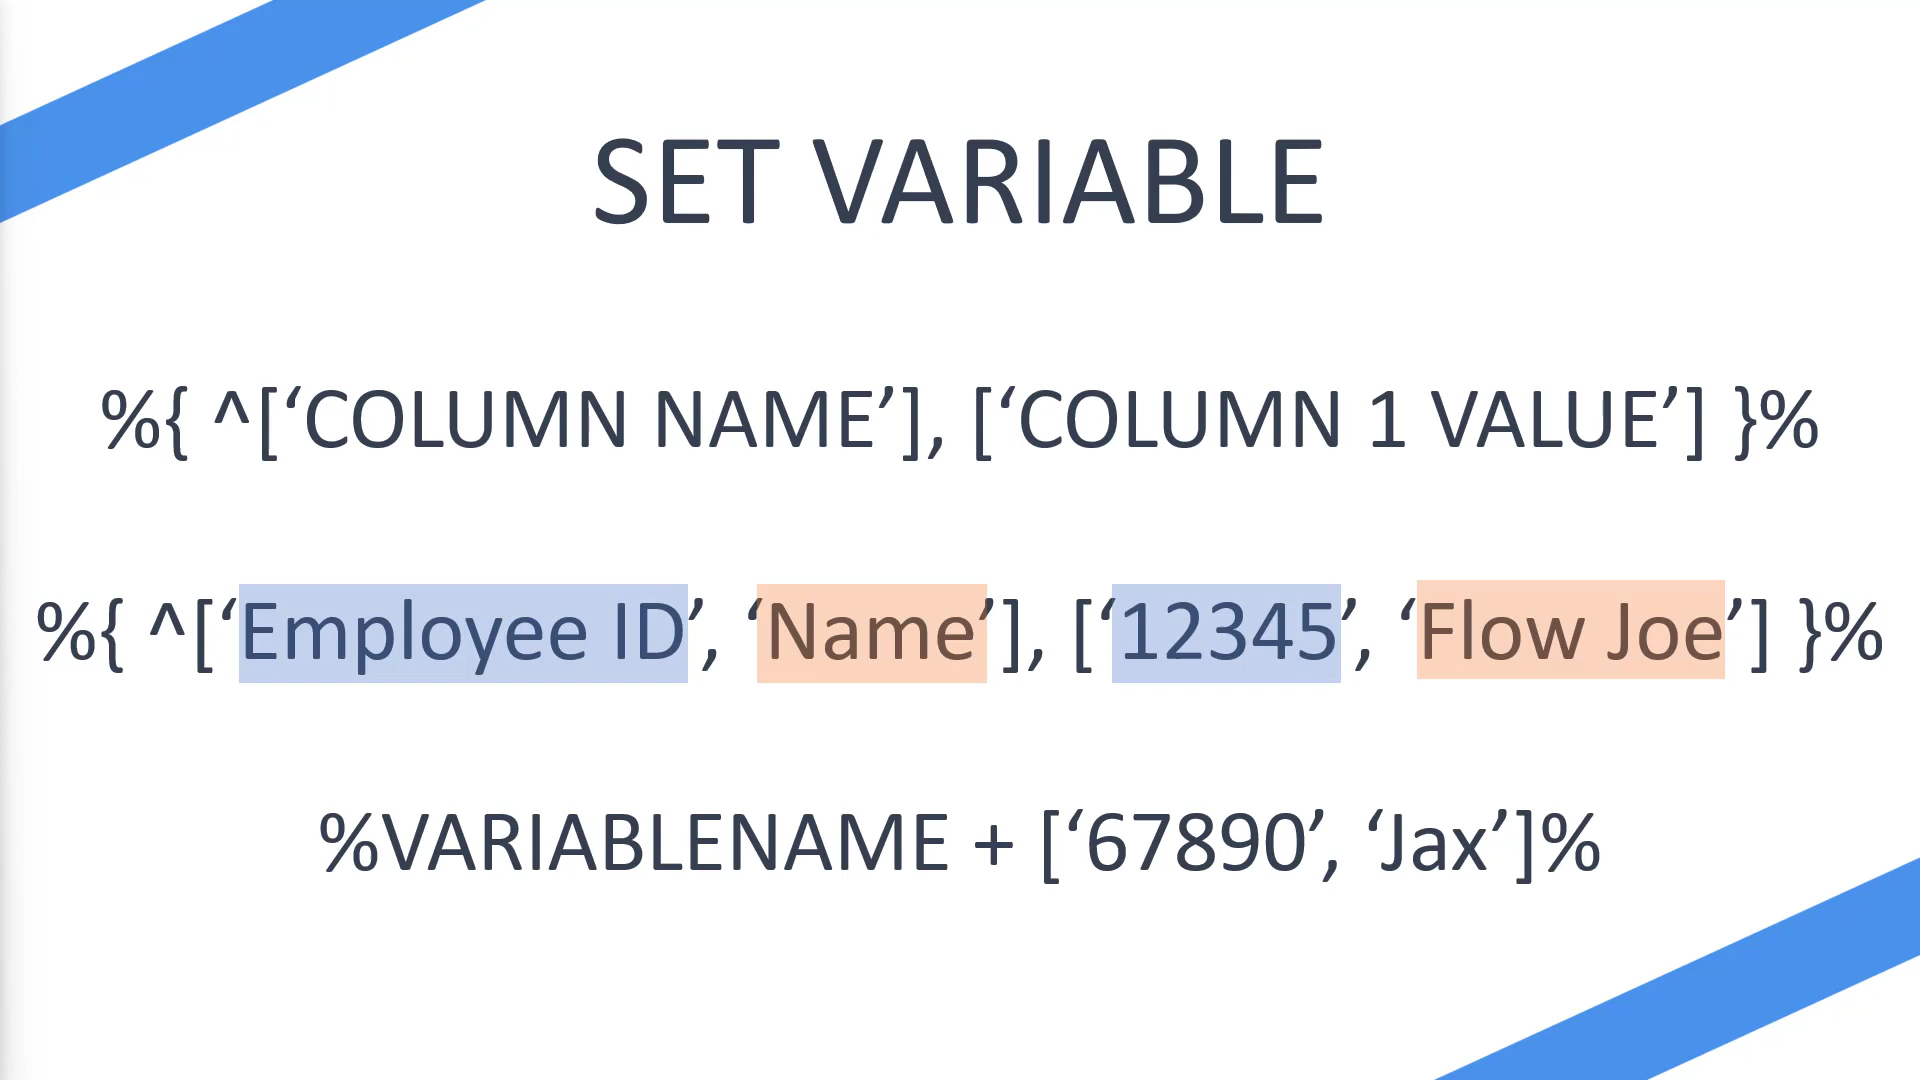 SET VARIABLE
%{ ^[‘COLUMN NAME’], [‘COLUMN 1 VALUE’] }%
%{ ^[‘Employee ID’, ‘Name’], [‘12345’, ‘Flow Joe’] }%
%VARIABLENAME + [‘67890’, ‘Jax’]%